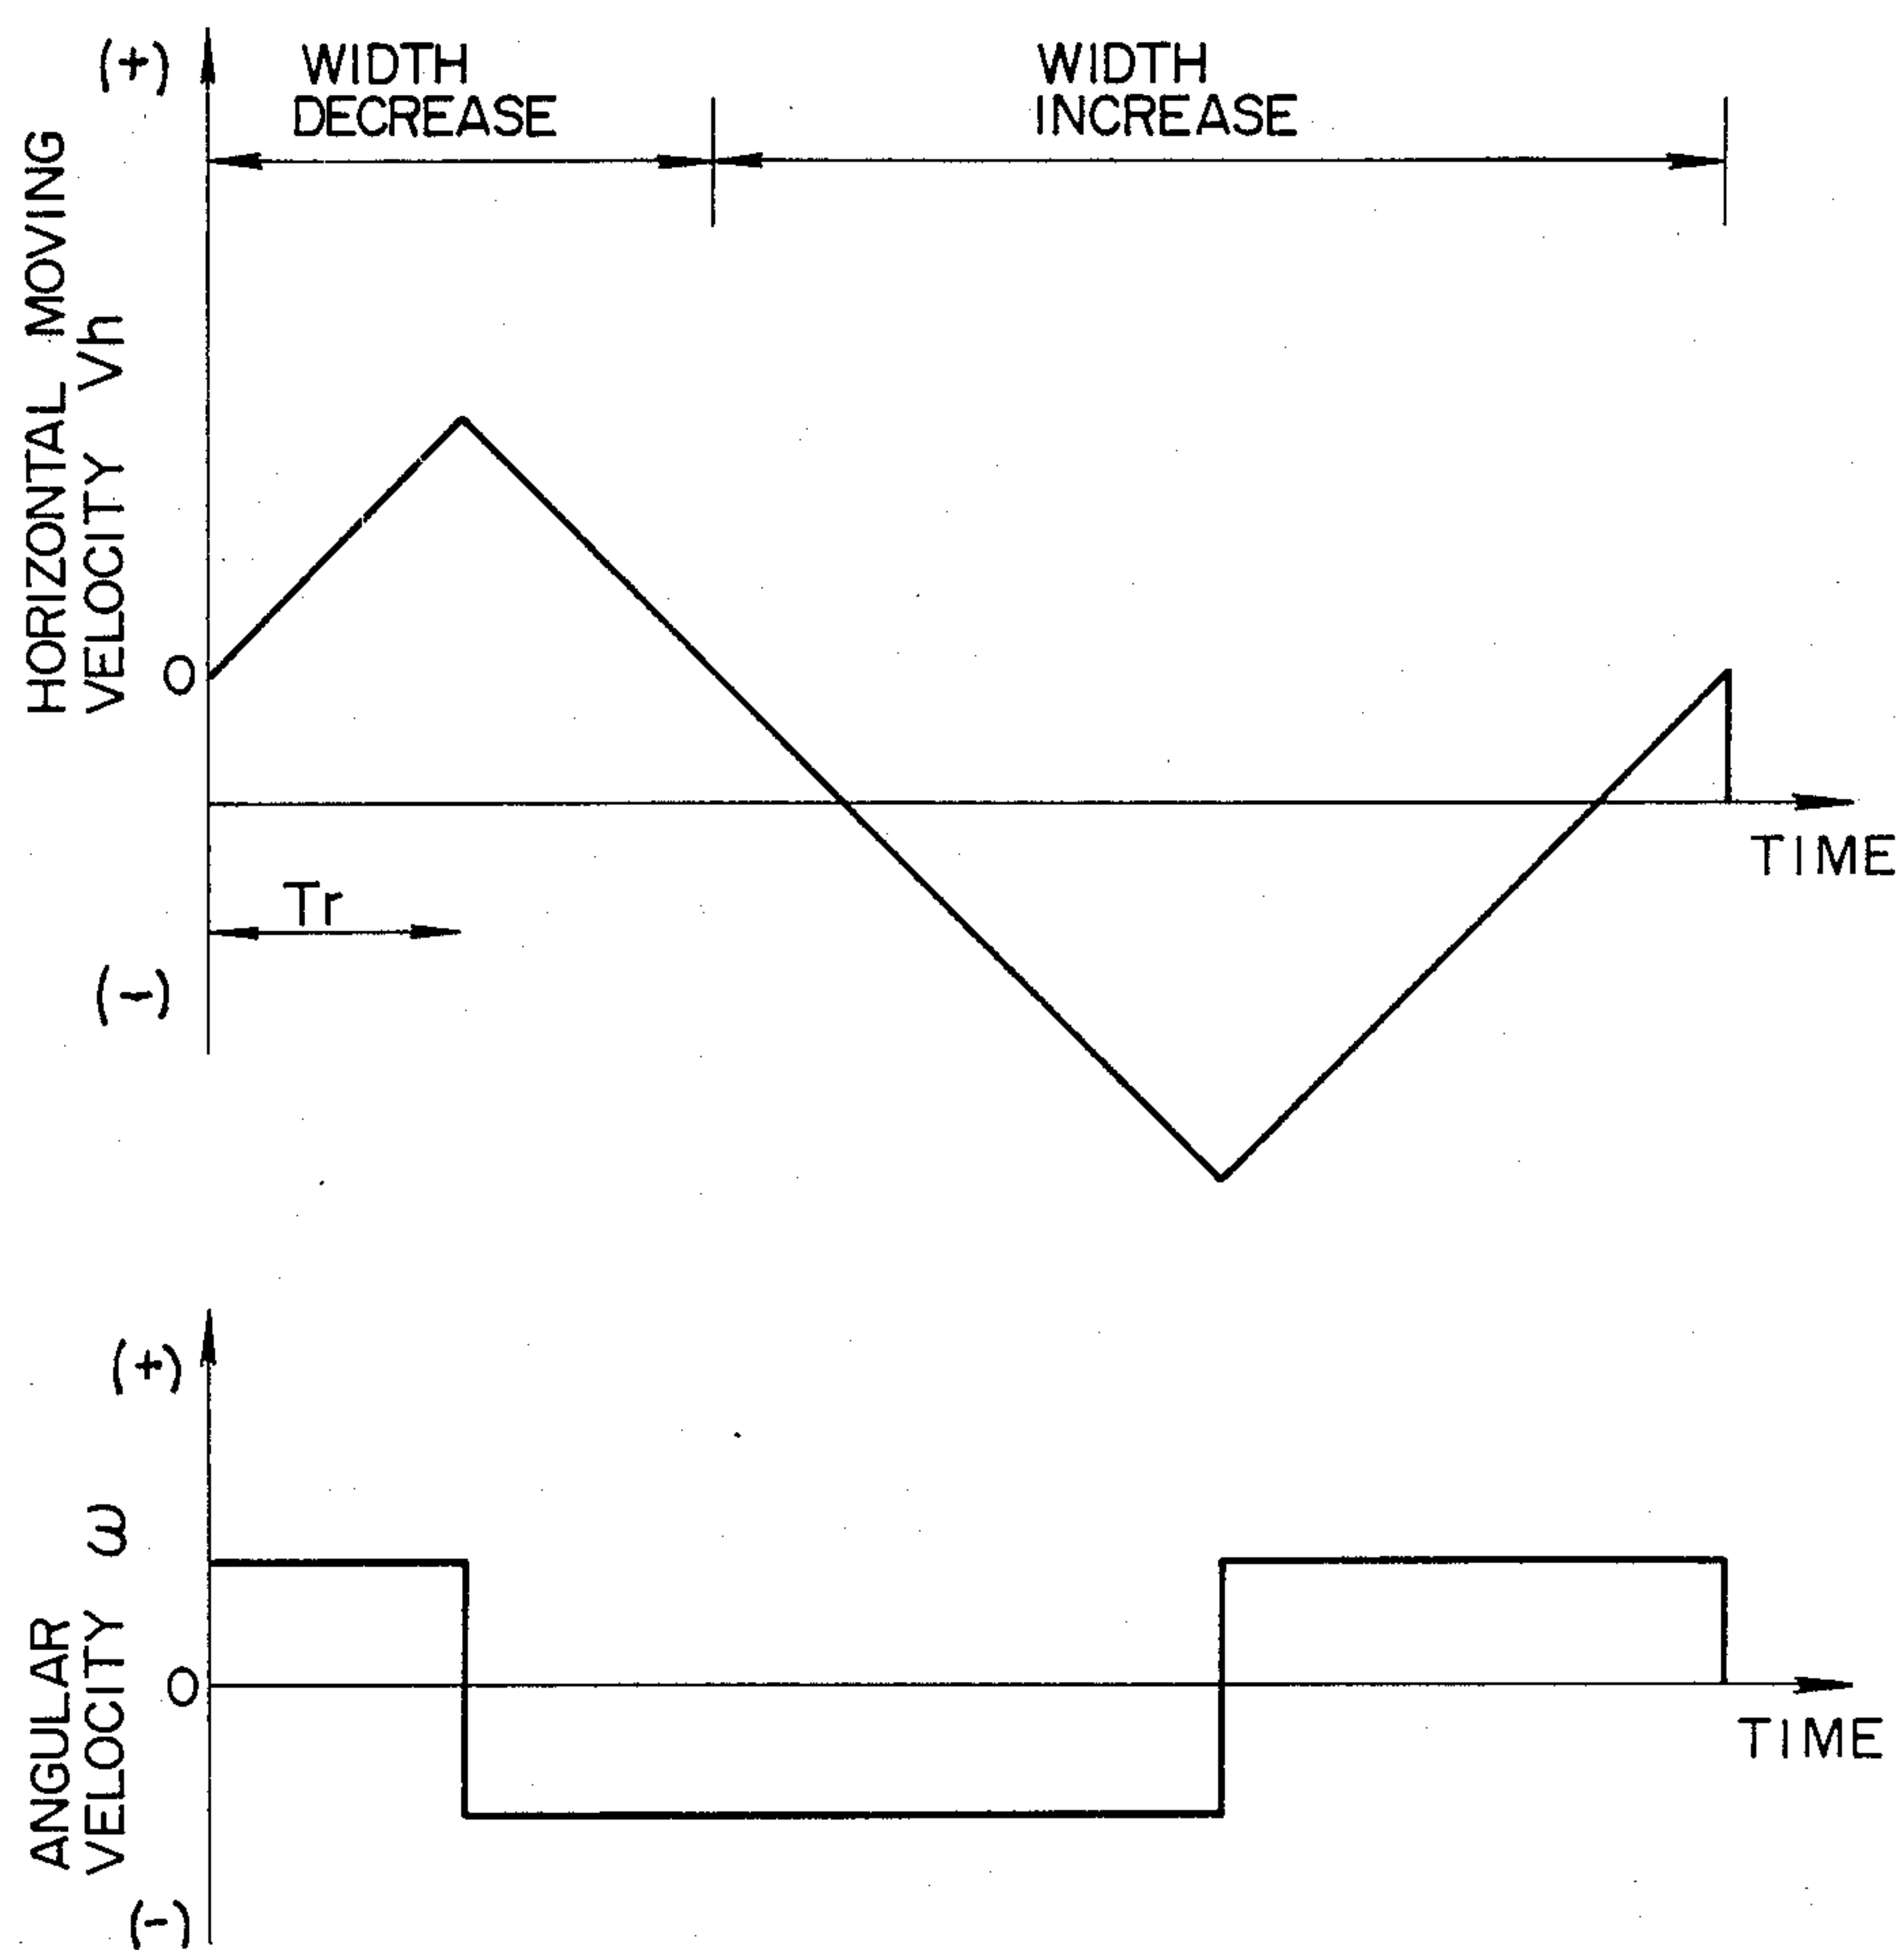 (+)
WIDTH
DECREASE
WIDTH
INCREASE
HORIZONTAL MOVING
VELOCITY Vh
O
TIME
Tr
(-)
(+)
ANGULAR
VELOCITY ω
O
TIME
(-)